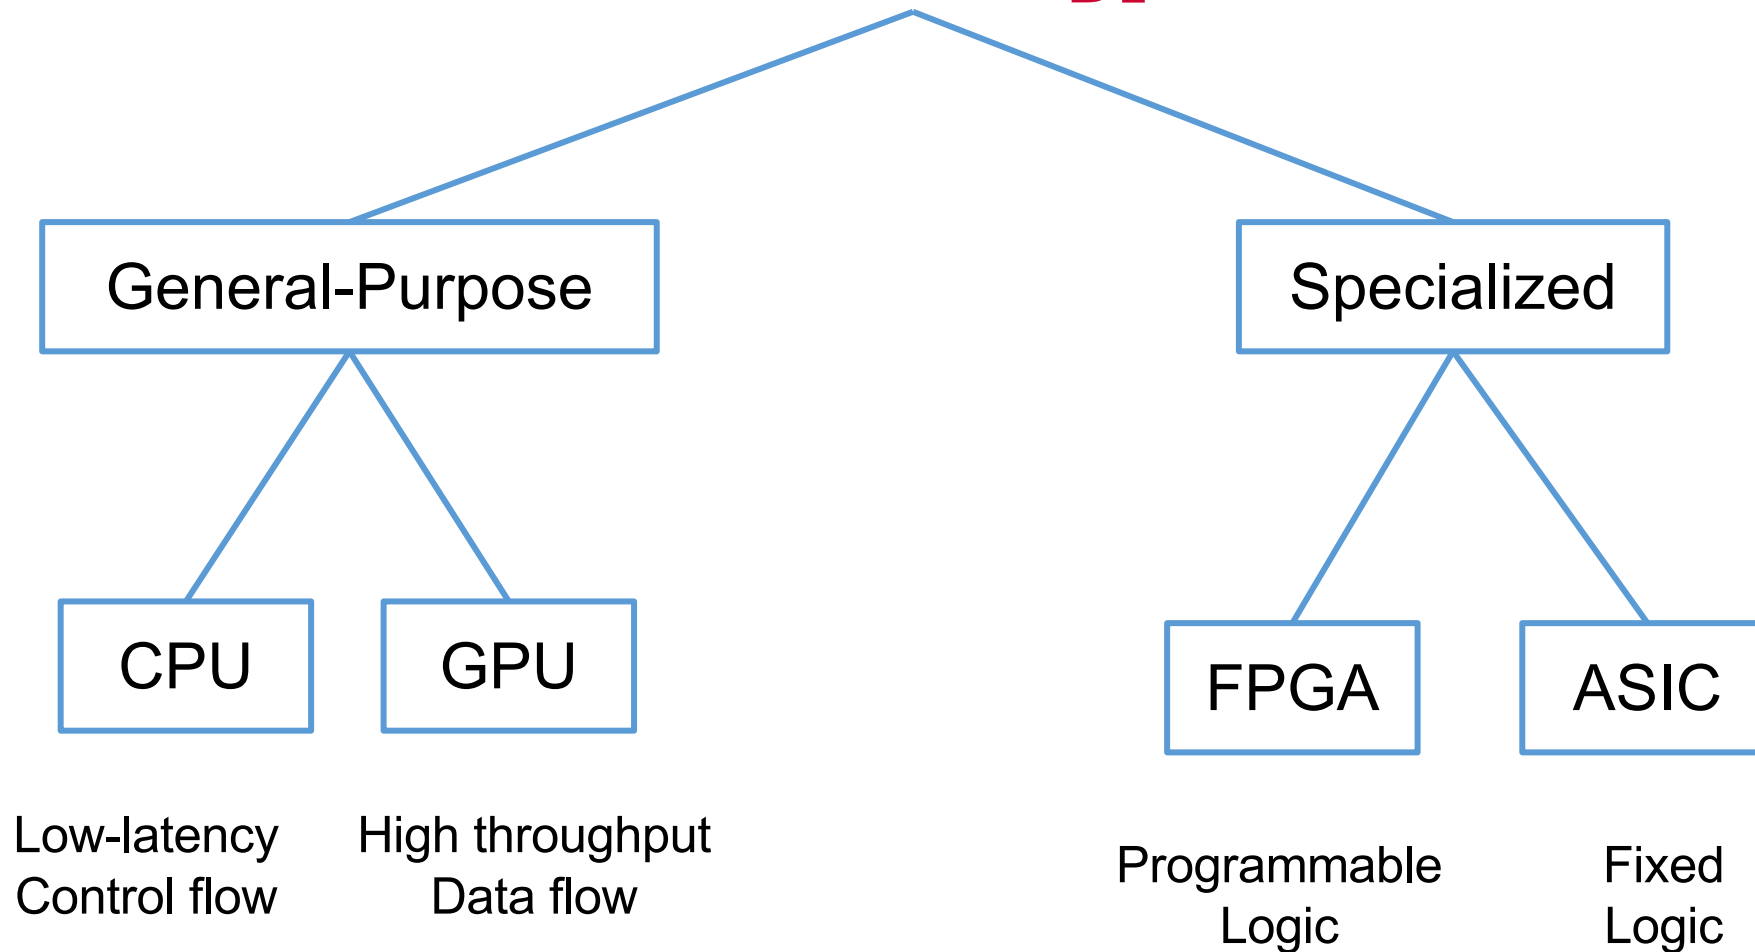 General-Purpose
Specialized
CPU
GPU
FPGA
ASIC
Low-latency
Control flow
High throughput
Data flow
Programmable
Logic
Fixed
Logic